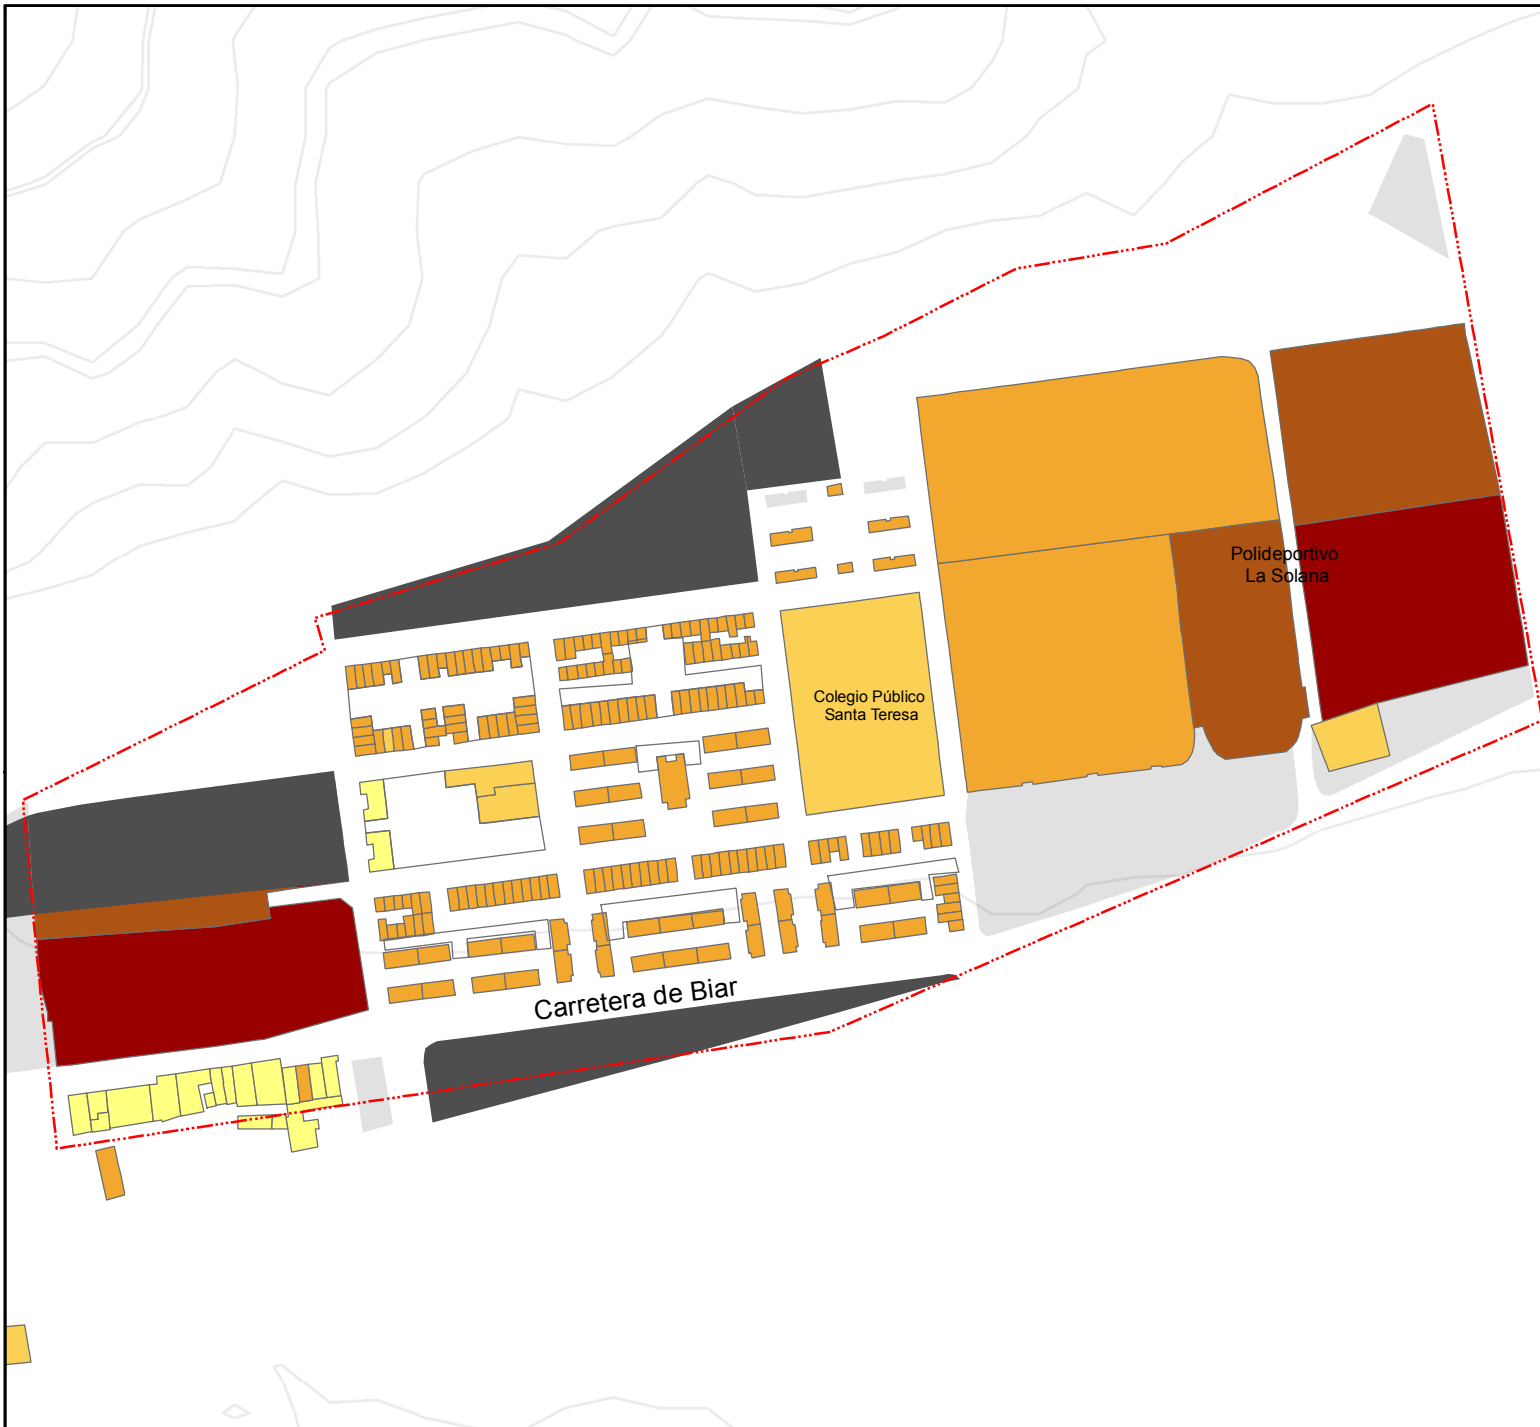 Polideportivo
La Solana
Colegio Público
Santa Teresa
Carretera de Biar